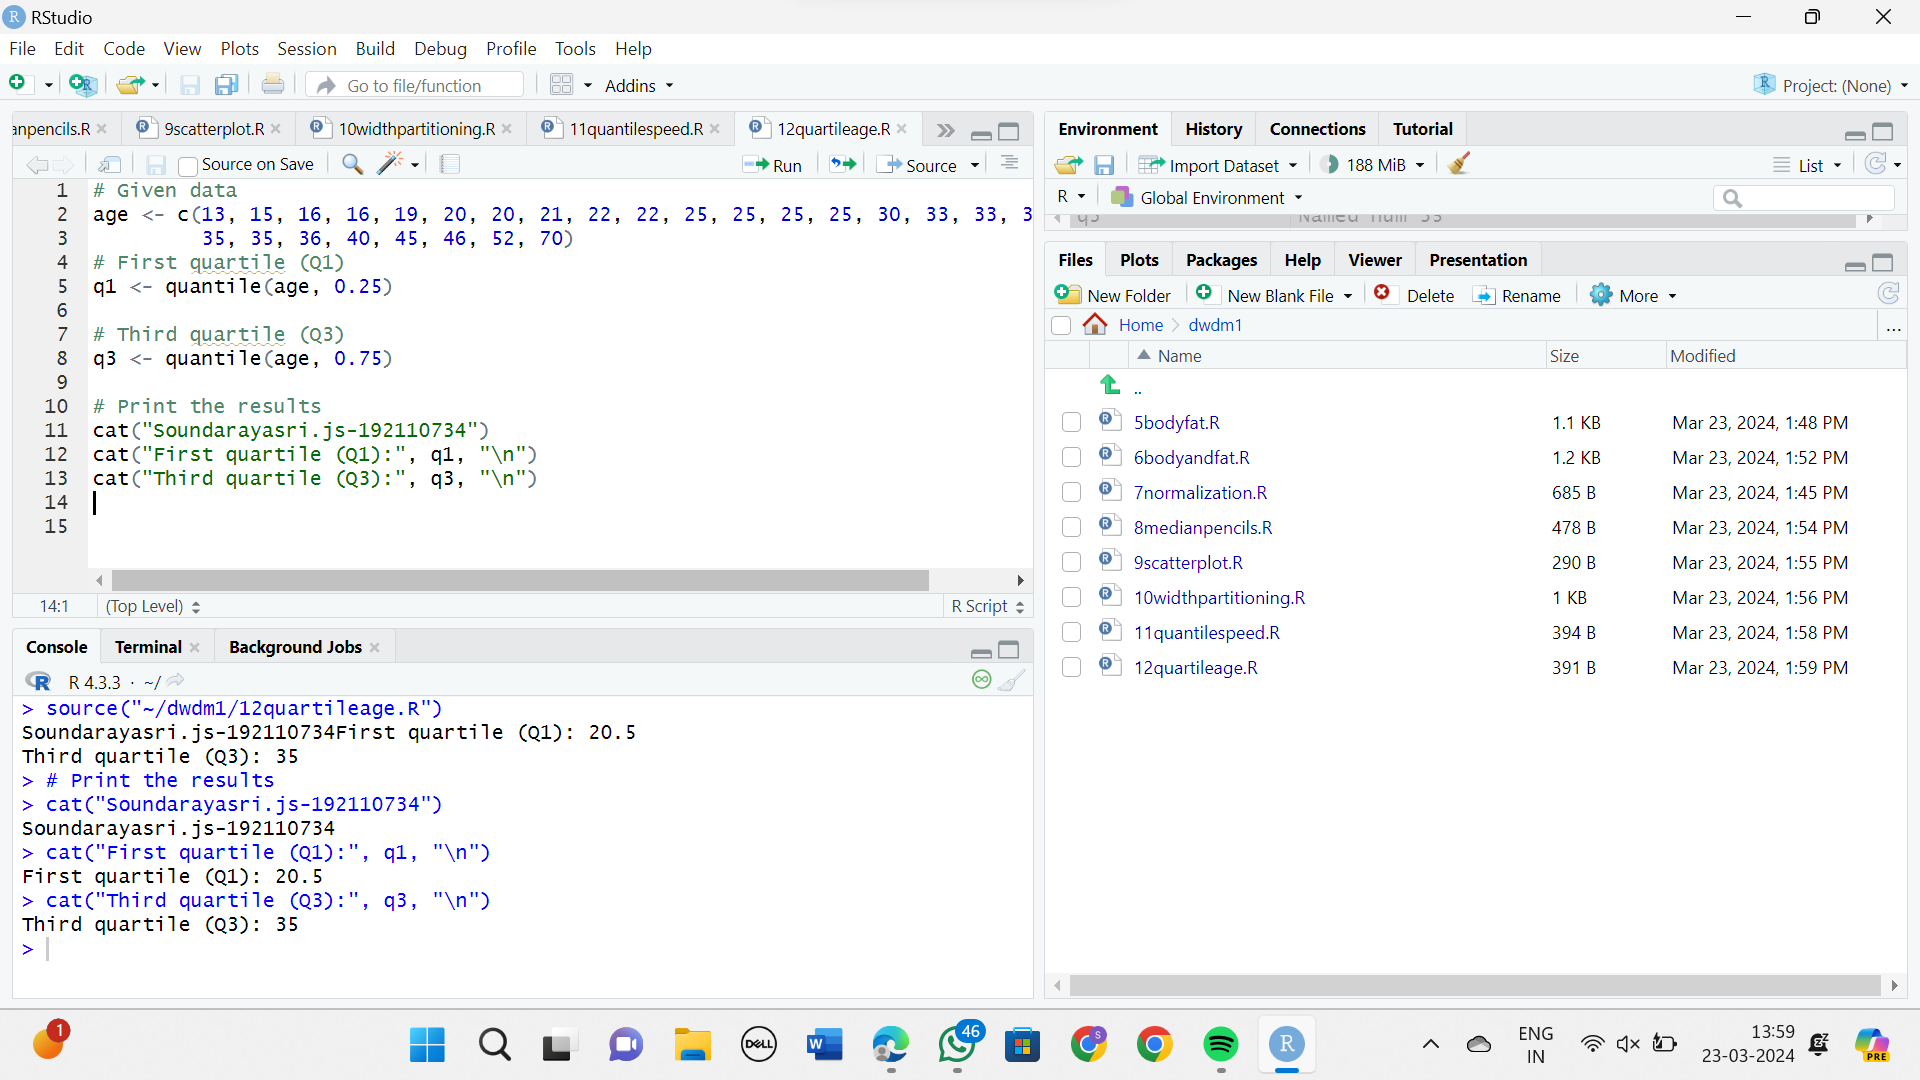 RStudio
File Edit Code View Plots Session Build Debug Profile Tools Help
Go to file/function Addins Project: (None)
anpencils.R 9scatterplot.R 10widthpartitioning.R 11quantilespeed.R 12quartileage.R
Source on Save Run Source
1 # Given data
2 age <- c(13, 15, 16, 16, 19, 20, 20, 21, 22, 22, 25, 25, 25, 25, 30, 33, 33, 3
3 35, 35, 36, 40, 45, 46, 52, 70)
4 # First quartile (Q1)
5 q1 <- quantile(age, 0.25)
6
7 # Third quartile (Q3)
8 q3 <- quantile(age, 0.75)
9
10 # Print the results
11 cat("Soundarayasri.js-192110734")
12 cat("First quartile (Q1):", q1, "\n")
13 cat("Third quartile (Q3):", q3, "\n")
14
15
14:1 (Top Level) R Script
Console Terminal Background Jobs
R 4.3.3 · ~/
> source("~/dwdm1/12quartileage.R")
Soundarayasri.js-192110734First quartile (Q1): 20.5
Third quartile (Q3): 35
> # Print the results
> cat("Soundarayasri.js-192110734")
Soundarayasri.js-192110734
> cat("First quartile (Q1):", q1, "\n")
First quartile (Q1): 20.5
> cat("Third quartile (Q3):", q3, "\n")
Third quartile (Q3): 35
>
Environment History Connections Tutorial
Import Dataset 188 MiB List
R Global Environment
q3 Named num 35
Files Plots Packages Help Viewer Presentation
New Folder New Blank File Delete Rename More
Home dwdm1 ...
Name Size Modified
..
5bodyfat.R 1.1 KB Mar 23, 2024, 1:48 PM
6bodyandfat.R 1.2 KB Mar 23, 2024, 1:52 PM
7normalization.R 685 B Mar 23, 2024, 1:45 PM
8medianpencils.R 478 B Mar 23, 2024, 1:54 PM
9scatterplot.R 290 B Mar 23, 2024, 1:55 PM
10widthpartitioning.R 1 KB Mar 23, 2024, 1:56 PM
11quantilespeed.R 394 B Mar 23, 2024, 1:58 PM
12quartileage.R 391 B Mar 23, 2024, 1:59 PM
1 DELL W 46 S R ENG 13:59 PRE
IN 23-03-2024